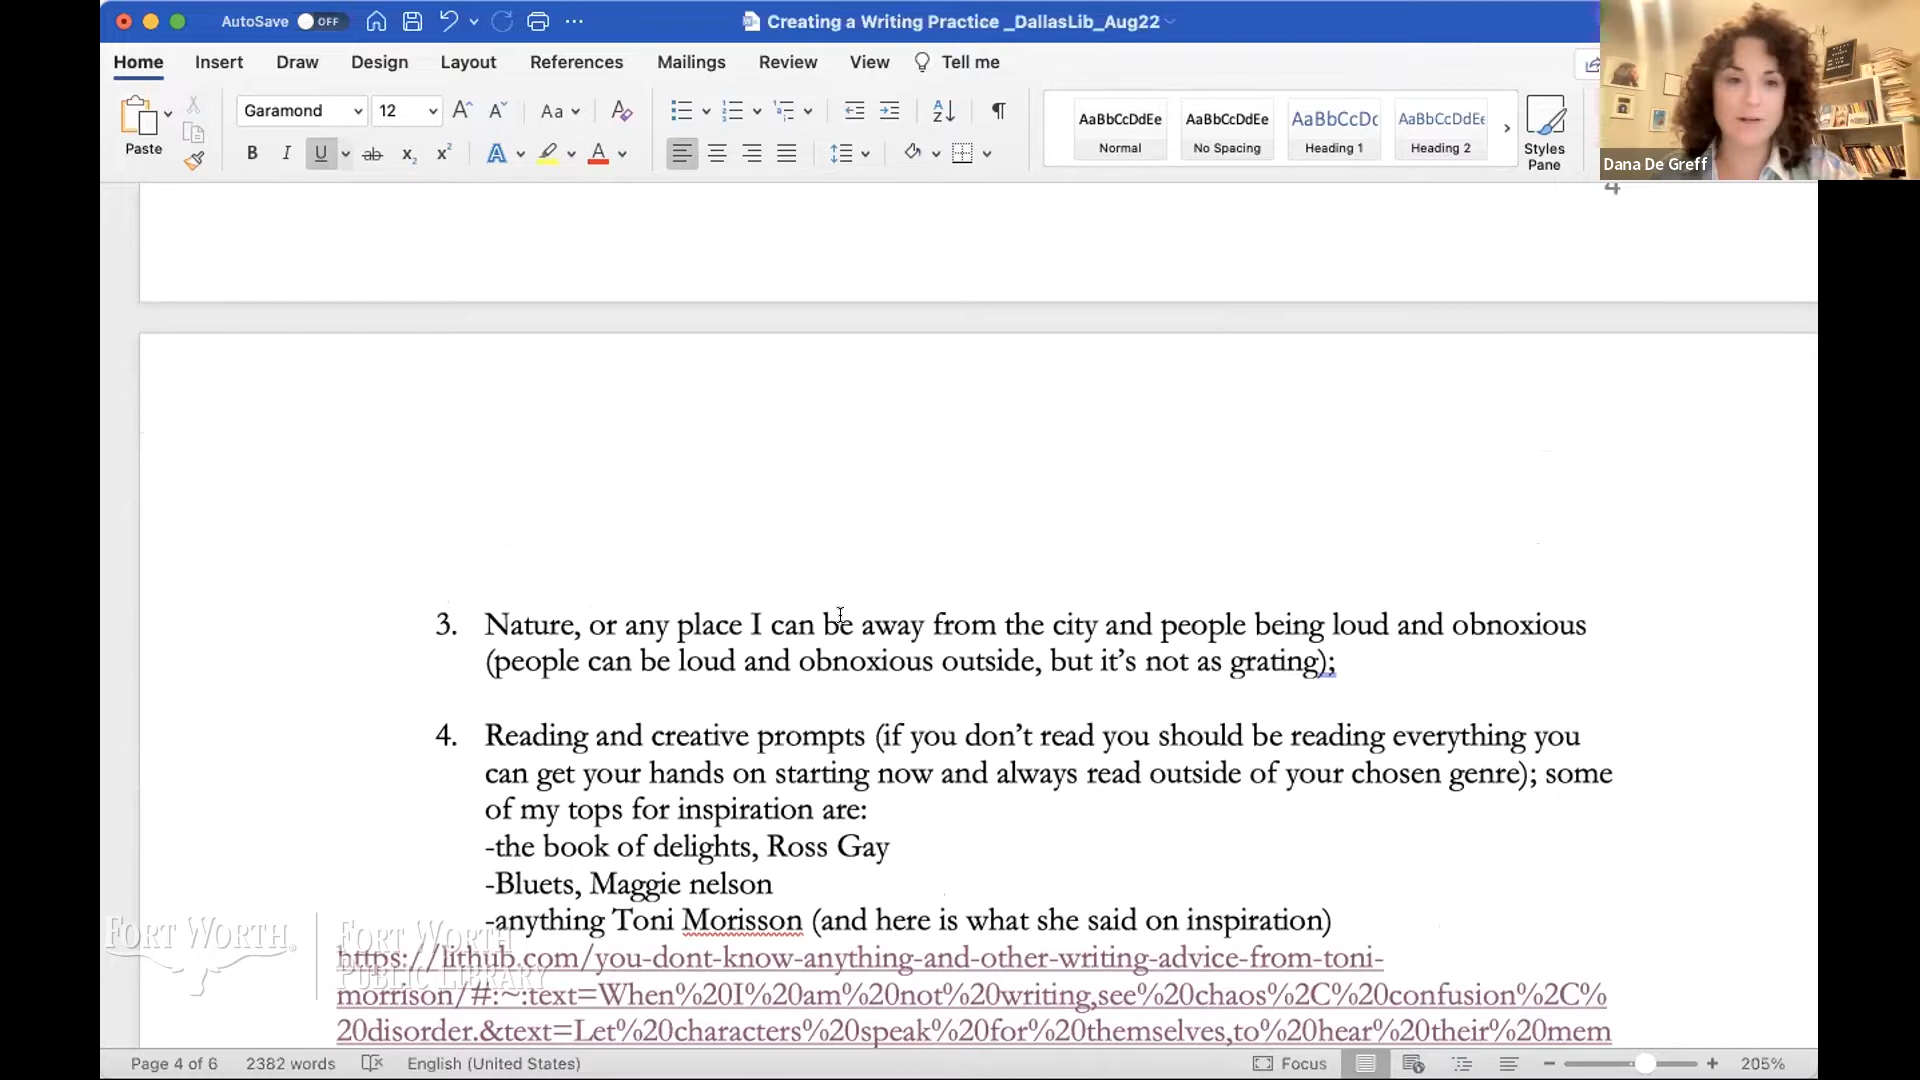 AutoSave OFF
Creating a Writing Practice _DallasLib_Aug22
Home Insert Draw Design Layout References Mailings Review View Tell me
Garamond 12 Aa
Paste
B I U ab x₂ x² A A
AaBbCcDdEe AaBbCcDdEe AaBbCcDc AaBbCcDdEe
Normal No Spacing Heading 1 Heading 2
Styles
Pane
Dana De Greff
4
3. Nature, or any place I can be away from the city and people being loud and obnoxious
(people can be loud and obnoxious outside, but it’s not as grating);
4. Reading and creative prompts (if you don’t read you should be reading everything you
can get your hands on starting now and always read outside of your chosen genre); some
of my tops for inspiration are:
-the book of delights, Ross Gay
-Bluets, Maggie nelson
-anything Toni Morisson (and here is what she said on inspiration)
https://lithub.com/you-dont-know-anything-and-other-writing-advice-from-toni-
morrison/#:~:text=When%20I%20am%20not%20writing,see%20chaos%2C%20confusion%2C%
20disorder.&text=Let%20characters%20speak%20for%20themselves,to%20hear%20their%20mem
FORT WORTH®
FORT WORTH
PUBLIC LIBRARY
Page 4 of 6 2382 words English (United States) Focus 205%